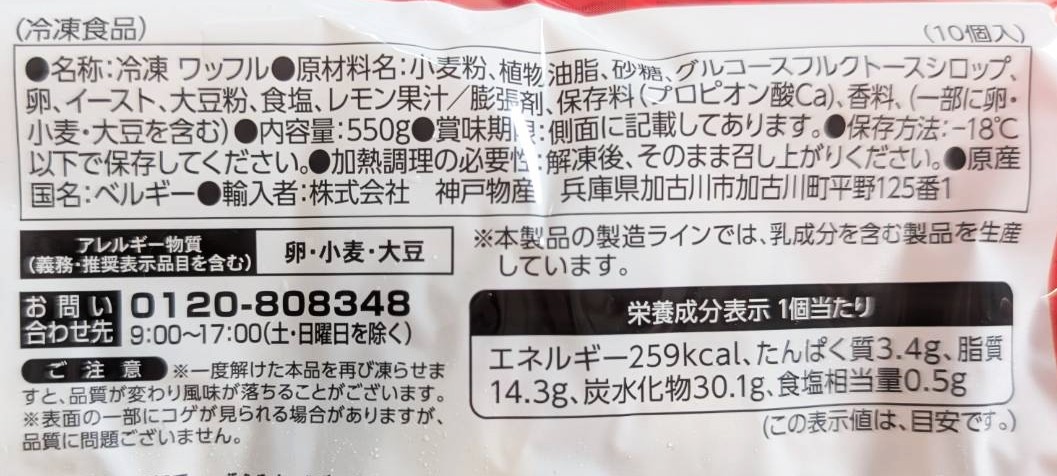 (冷凍食品)
(10個入)
●名称:冷凍 ワッフル●原材料名:小麦粉、植物油脂、砂糖、グルコースフルクトースシロップ、
卵、イースト、大豆粉、食塩、レモン果汁/膨張剤、保存料(プロピオン酸Ca)、香料、(一部に卵・
小麦・大豆を含む)●内容量:550g●賞味期限:側面に記載してあります。●保存方法:-18℃
以下で保存してください。●加熱調理の必要性:解凍後、そのまま召し上がりください。●原産
国名:ベルギー●輸入者:株式会社 神戸物産 兵庫県加古川市加古川町平野125番1
アレルギー物質
(義務・推奨表示品目を含む)
卵・小麦・大豆
※本製品の製造ラインでは、乳成分を含む製品を生産
しています。
お問い
合わせ先
0120-808348
9:00〜17:00(土・日曜日を除く)
ご注意 ※一度解けた本品を再び凍らせま
すと、品質が変わり風味が落ちることがございます。
※表面の一部にコゲが見られる場合がありますが、
品質に問題ございません。
栄養成分表示 1個当たり
エネルギー259kcal、たんぱく質3.4g、脂質
14.3g、炭水化物30.1g、食塩相当量0.5g
(この表示値は、目安です。)